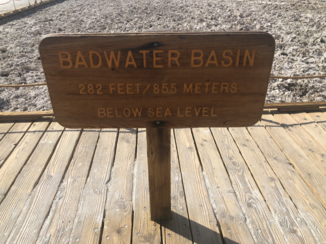 BADWATER BASIN
282 FEET/855 METERS
BELOW SEA LEVEL